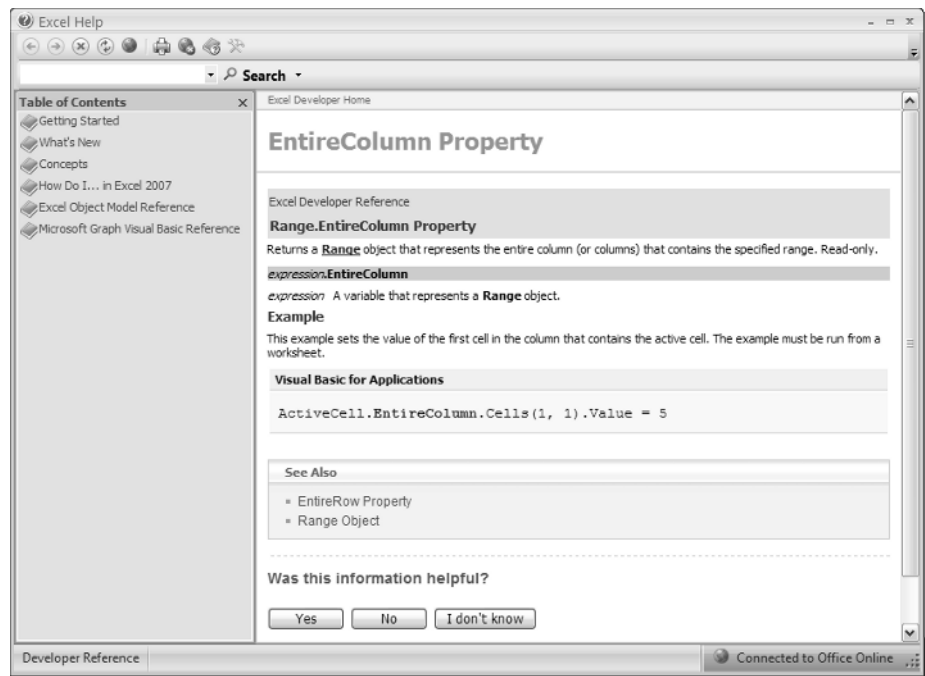 Excel Help
Search
Table of Contents
Getting Started
What's New
Concepts
How Do I... in Excel 2007
Excel Object Model Reference
Microsoft Graph Visual Basic Reference
Excel Developer Home
EntireColumn Property
Excel Developer Reference
Range.EntireColumn Property
Returns a Range object that represents the entire column (or columns) that contains the specified range. Read-only.
expression.EntireColumn
expression A variable that represents a Range object.
Example
This example sets the value of the first cell in the column that contains the active cell. The example must be run from a
worksheet.
Visual Basic for Applications
ActiveCell.EntireColumn.Cells(1, 1).Value = 5
See Also
EntireRow Property
Range Object
Was this information helpful?
Yes No I don't know
Developer Reference
Connected to Office Online